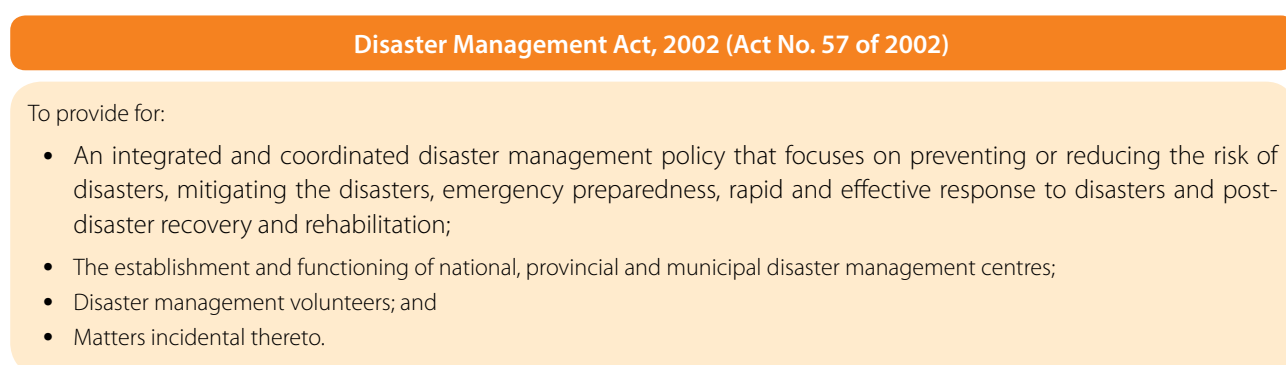 Disaster Management Act, 2002 (Act No. 57 of 2002)
To provide for:
• An integrated and coordinated disaster management policy that focuses on preventing or reducing the risk of
disasters, mitigating the disasters, emergency preparedness, rapid and effective response to disasters and post-
disaster recovery and rehabilitation;
• The establishment and functioning of national, provincial and municipal disaster management centres;
• Disaster management volunteers; and
• Matters incidental thereto.